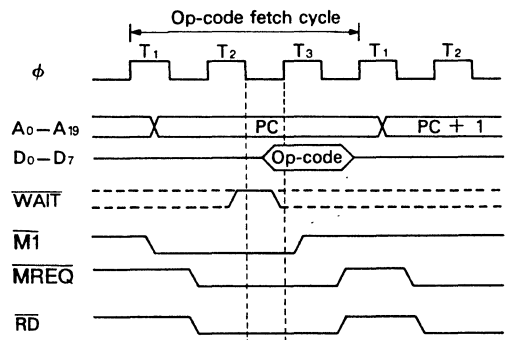 Op-code fetch cycle
T1 T2 T3 T1 T2
φ
A0–A19 PC PC + 1
D0–D7 Op-code
WAIT
M1
MREQ
RD